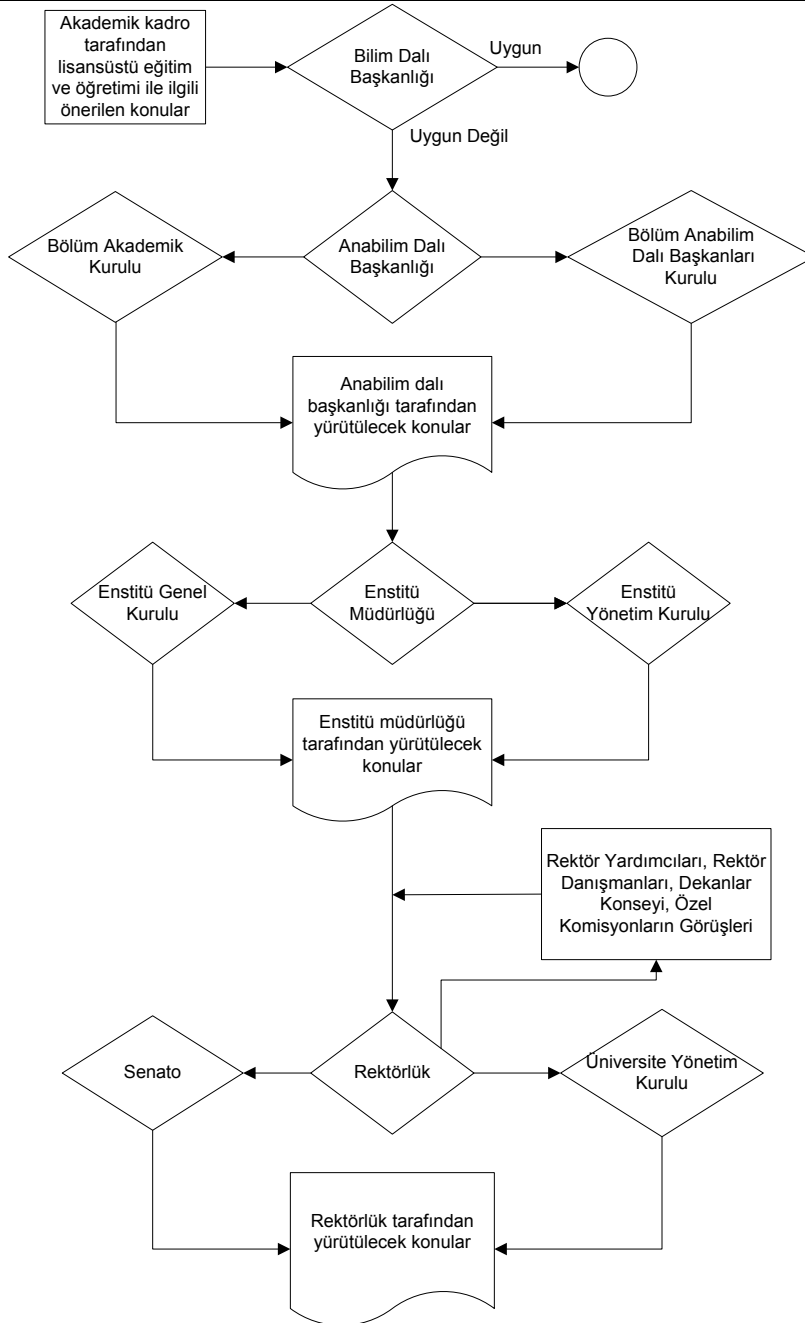 Akademik kadro
tarafından
lisansüstü eğitim
ve öğretimi ile ilgili
önerilen konular
Bilim Dalı
Başkanlığı
Uygun
Uygun Değil
Bölüm Akademik
Kurulu
Anabilim Dalı
Başkanlığı
Bölüm Anabilim
Dalı Başkanları
Kurulu
Anabilim dalı
başkanlığı tarafından
yürütülecek konular
Enstitü Genel
Kurulu
Enstitü
Müdürlüğü
Enstitü
Yönetim Kurulu
Enstitü müdürlüğü
tarafından yürütülecek
konular
Rektör Yardımcıları, Rektör
Danışmanları, Dekanlar
Konseyi, Özel
Komisyonların Görüşleri
Senato
Rektörlük
Üniversite Yönetim
Kurulu
Rektörlük tarafından
yürütülecek konular